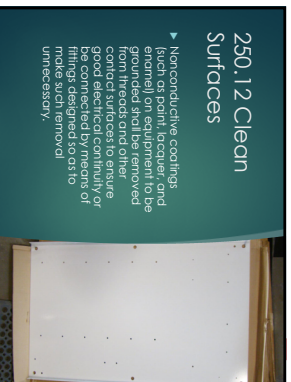 250.12 Clean
Surfaces
Nonconductive coatings
(such as paint, lacquer, and
enamel) on equipment to be
grounded shall be removed
from threads and other
contact surfaces to ensure
good electrical continuity or
be connected by means of
fittings designed so as to
make such removal
unnecessary.